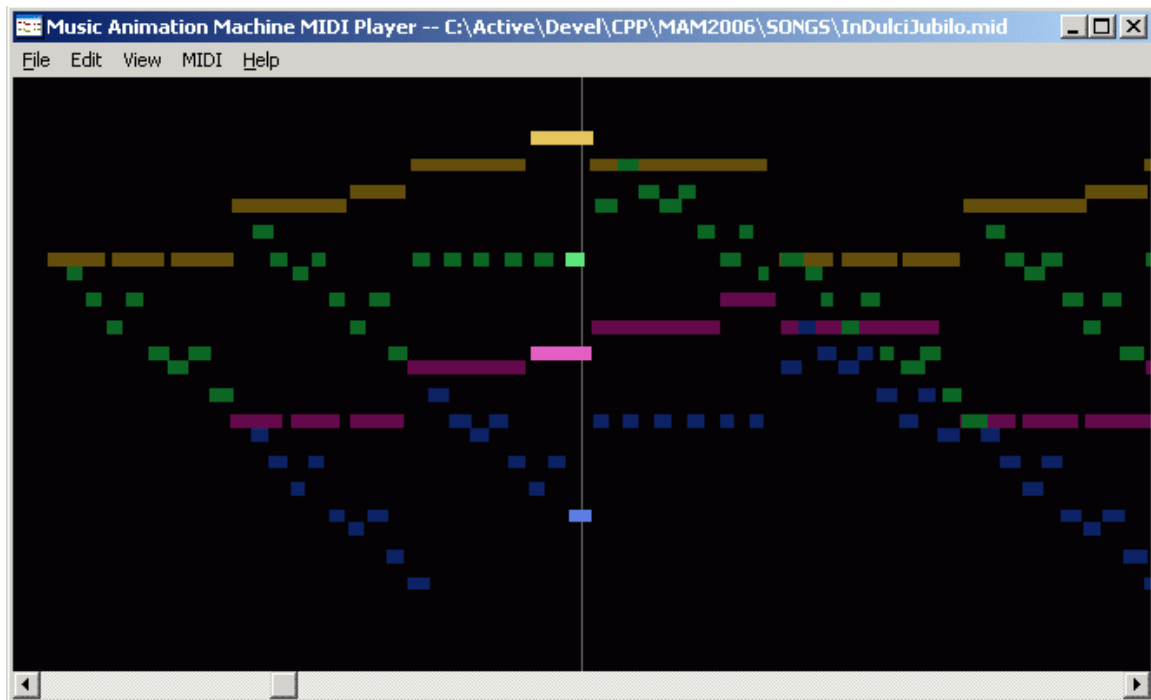 Music Animation Machine MIDI Player -- C:\Active\Devel\CPP\MAM2006\SONGS\InDulciJubilo.mid
File Edit View MIDI Help